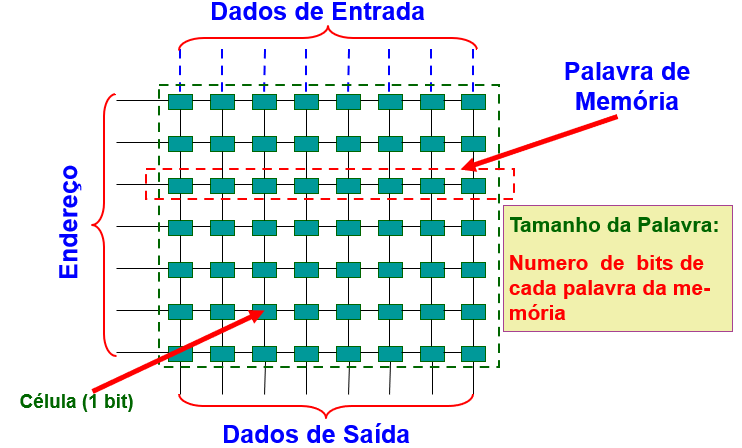 Dados de Entrada
Palavra de
Memória
Endereço
Tamanho da Palavra:
Numero de bits de
cada palavra da me-
mória
Célula (1 bit)
Dados de Saída